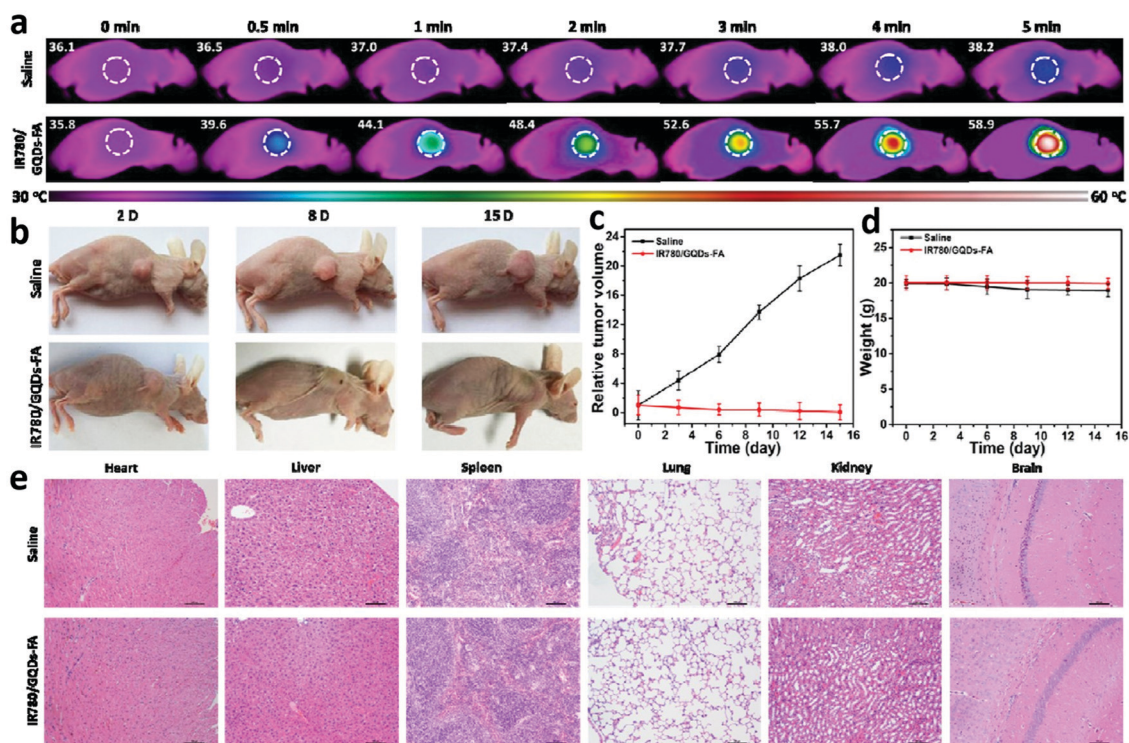 a
0 min 0.5 min 1 min 2 min 3 min 4 min 5 min
Saline
36.1 36.5 37.0 37.4 37.7 38.0 38.2
IR780/
GQDs-FA
35.8 39.6 44.1 48.4 52.6 55.7 58.9
30 °C 60 °C
b
2 D 8 D 15 D
Saline
IR780/GQDs-FA
c
Saline
IR780/GQDs-FA
Relative tumor volume
24
20
16
12
8
4
0
0 2 4 6 8 10 12 14 16
Time (day)
d
Saline
IR780/GQDs-FA
Weight (g)
25
20
15
10
5
0
0 2 4 6 8 10 12 14 16
Time (day)
e
Heart Liver Spleen Lung Kidney Brain
Saline
IR780/GQDs-FA